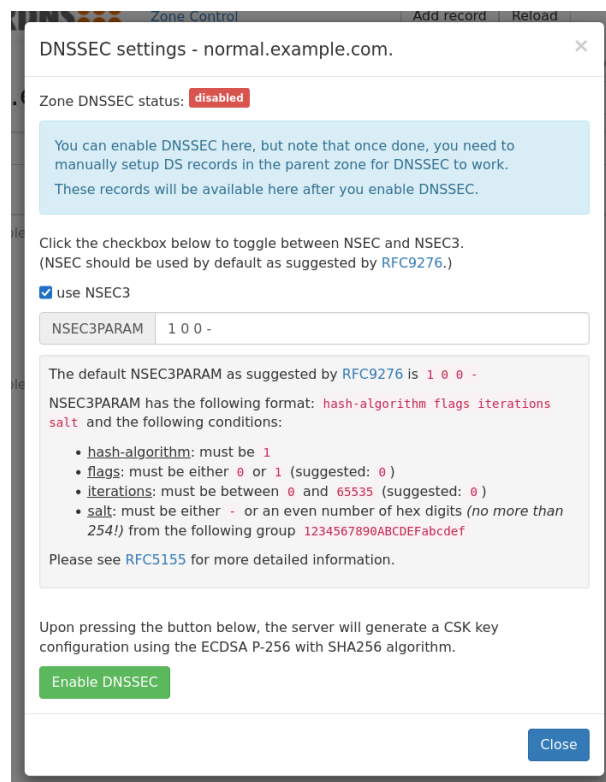 Zone Control
Add record
Reload
DNSSEC settings - normal.example.com.
×
Zone DNSSEC status: disabled
You can enable DNSSEC here, but note that once done, you need to
manually setup DS records in the parent zone for DNSSEC to work.
These records will be available here after you enable DNSSEC.
Click the checkbox below to toggle between NSEC and NSEC3.
(NSEC should be used by default as suggested by RFC9276.)
use NSEC3
NSEC3PARAM 1 0 0 -
The default NSEC3PARAM as suggested by RFC9276 is 1 0 0 -
NSEC3PARAM has the following format: hash-algorithm flags iterations
salt and the following conditions:
• hash-algorithm: must be 1
• flags: must be either 0 or 1 (suggested: 0)
• iterations: must be between 0 and 65535 (suggested: 0)
• salt: must be either - or an even number of hex digits (no more than
254!) from the following group 1234567890ABCDEFabcdef
Please see RFC5155 for more detailed information.
Upon pressing the button below, the server will generate a CSK key
configuration using the ECDSA P-256 with SHA256 algorithm.
Enable DNSSEC
Close